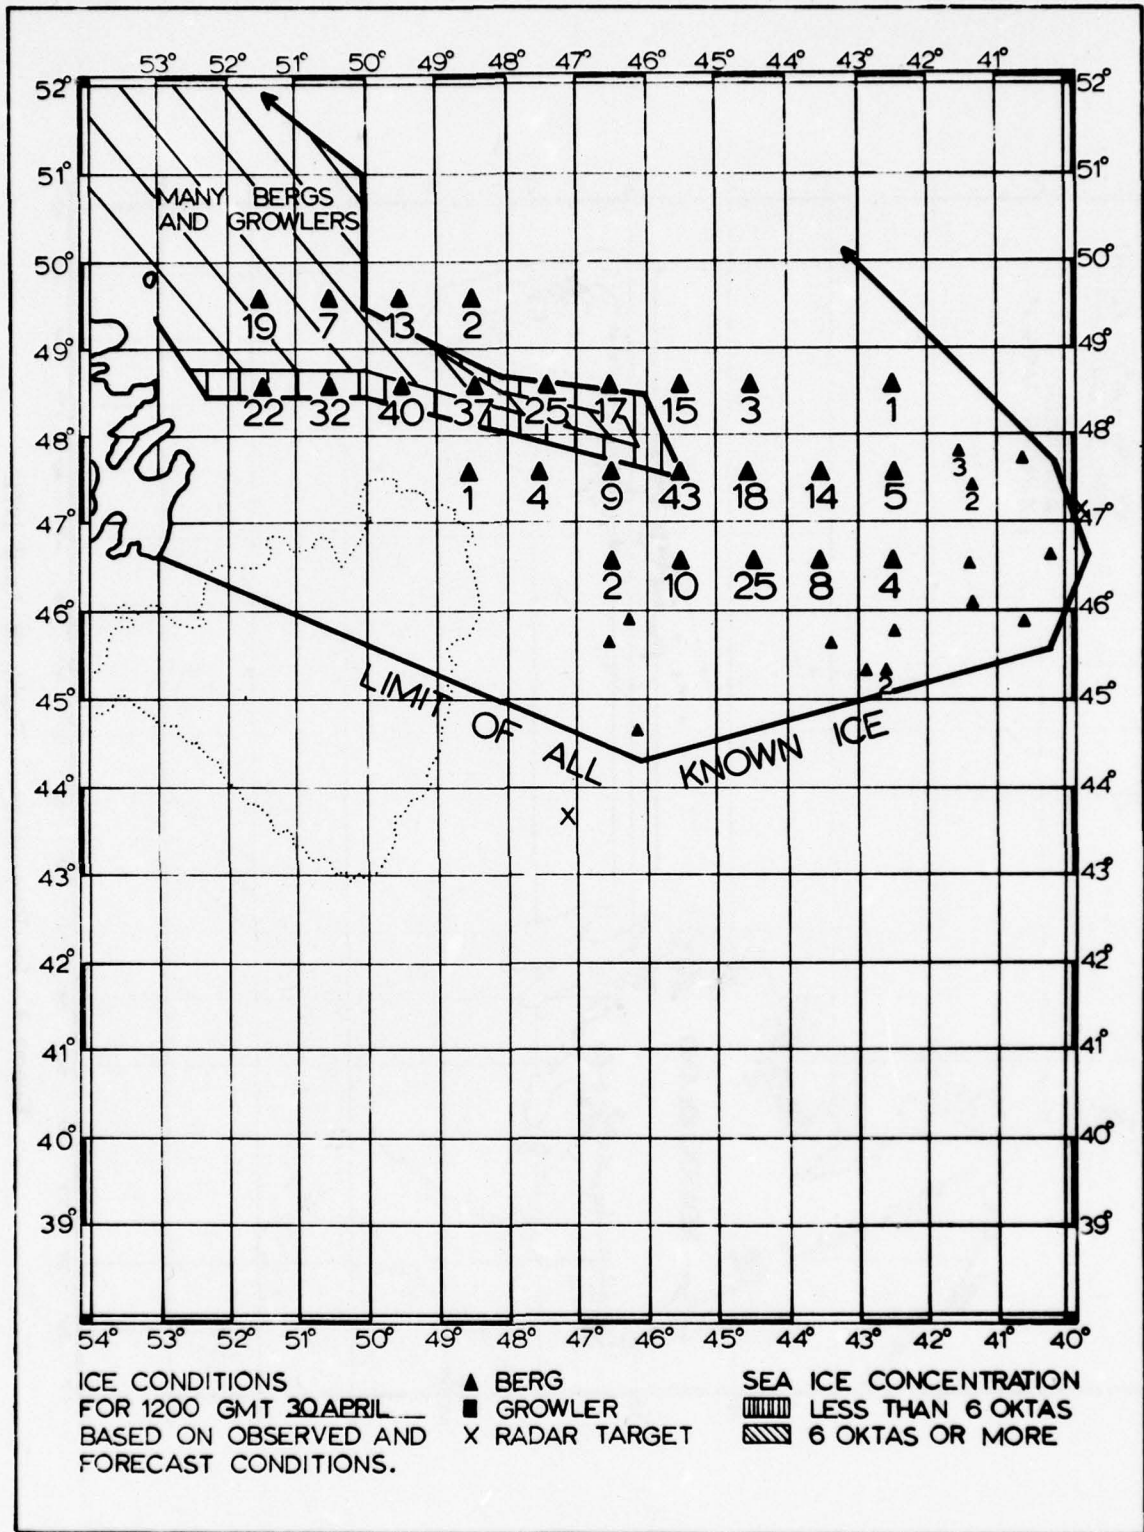 53° 52° 51° 50° 49° 48° 47° 46° 45° 44° 43° 42° 41°
52° 52°
51° 51°
MANY BERGS
AND GROWLERS
50° 50°
19 7 13 2
49° 49°
22 32 40 37 25 17 15 3 1
48° 48°
3
1 4 9 43 18 14 5 2
47° 47°
2 10 25 8 4
46° 46°
2
45° 45°
LIMIT OF ALL KNOWN ICE
44° 44°
X
43° 43°
42° 42°
41° 41°
40° 40°
39° 39°
54° 53° 52° 51° 50° 49° 48° 47° 46° 45° 44° 43° 42° 41° 40°
ICE CONDITIONS
FOR 1200 GMT 30 APRIL
BASED ON OBSERVED AND
FORECAST CONDITIONS.
▲ BERG
■ GROWLER
X RADAR TARGET
SEA ICE CONCENTRATION
LESS THAN 6 OKTAS
6 OKTAS OR MORE